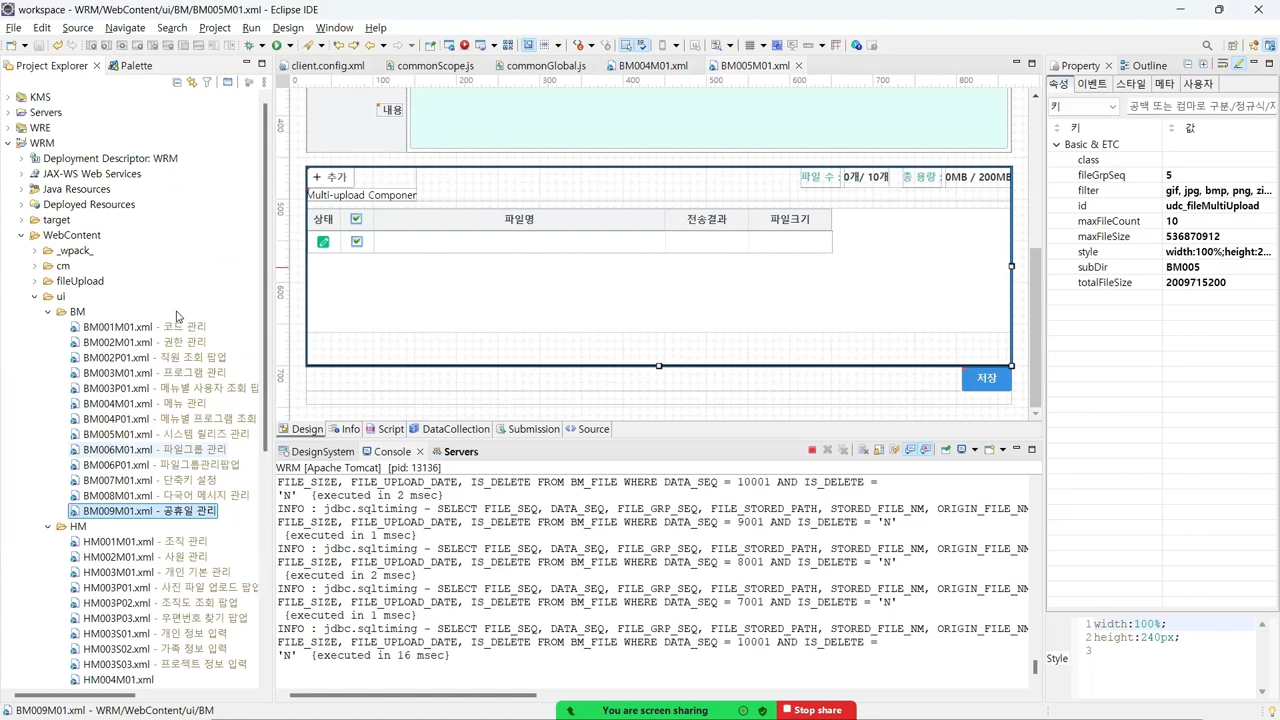 workspace - WRM/WebContent/ui/BM/BM005M01.xml - Eclipse IDE
File Edit Source Navigate Search Project Run Design Window Help
Project Explorer Palette
KMS
Servers
WRE
WRM
Deployment Descriptor: WRM
JAX-WS Web Services
Java Resources
Deployed Resources
target
WebContent
_wpack_
cm
fileUpload
ui
BM
BM001M01.xml - 코드 관리
BM002M01.xml - 권한 관리
BM002P01.xml - 직원 조회 팝업
BM003M01.xml - 프로그램 관리
BM003P01.xml - 메뉴별 사용자 조회 팝
BM004M01.xml - 메뉴 관리
BM004P01.xml - 메뉴별 프로그램 조회
BM005M01.xml - 시스템 릴리즈 관리
BM006M01.xml - 파일그룹 관리
BM006P01.xml - 파일그룹관리팝업
BM007M01.xml - 단축키 설정
BM008M01.xml - 다국어 메시지 관리
BM009M01.xml - 공휴일 관리
HM
HM001M01.xml - 조직 관리
HM002M01.xml - 사원 관리
HM003M01.xml - 개인 기본 관리
HM003P01.xml - 사진 파일 업로드 팝업
HM003P02.xml - 조직도 조회 팝업
HM003P03.xml - 우편번호 찾기 팝업
HM003S01.xml - 개인 정보 입력
HM003S02.xml - 가족 정보 입력
HM003S03.xml - 프로젝트 정보 입력
HM004M01.xml
client.config.xml commonScope.js commonGlobal.js BM004M01.xml BM005M01.xml
0 100 200 300 400 500 600 700 800
400
500
600
700
내용
+ 추가
파일 수 : 0개/ 10개 총 용량 : 0MB / 200MB
Multi-upload Component
상태 파일명 전송결과 파일크기
저장
Design Info Script DataCollection Submission Source
DesignSystem Console Servers
WRM [Apache Tomcat] [pid: 13136]
FILE_SIZE, FILE_UPLOAD_DATE, IS_DELETE FROM BM_FILE WHERE DATA_SEQ = 10001 AND IS_DELETE =
'N' {executed in 2 msec}
INFO : jdbc.sqltiming - SELECT FILE_SEQ, DATA_SEQ, FILE_GRP_SEQ, FILE_STORED_PATH, STORED_FILE_NM, ORIGIN_FILE_NM
FILE_SIZE, FILE_UPLOAD_DATE, IS_DELETE FROM BM_FILE WHERE DATA_SEQ = 9001 AND IS_DELETE = 'N'
{executed in 1 msec}
INFO : jdbc.sqltiming - SELECT FILE_SEQ, DATA_SEQ, FILE_GRP_SEQ, FILE_STORED_PATH, STORED_FILE_NM, ORIGIN_FILE_NM
FILE_SIZE, FILE_UPLOAD_DATE, IS_DELETE FROM BM_FILE WHERE DATA_SEQ = 8001 AND IS_DELETE = 'N'
{executed in 2 msec}
INFO : jdbc.sqltiming - SELECT FILE_SEQ, DATA_SEQ, FILE_GRP_SEQ, FILE_STORED_PATH, STORED_FILE_NM, ORIGIN_FILE_NM
FILE_SIZE, FILE_UPLOAD_DATE, IS_DELETE FROM BM_FILE WHERE DATA_SEQ = 7001 AND IS_DELETE = 'N'
{executed in 1 msec}
INFO : jdbc.sqltiming - SELECT FILE_SEQ, DATA_SEQ, FILE_GRP_SEQ, FILE_STORED_PATH, STORED_FILE_NM, ORIGIN_FILE_NM
FILE_SIZE, FILE_UPLOAD_DATE, IS_DELETE FROM BM_FILE WHERE DATA_SEQ = 10001 AND IS_DELETE =
'N' {executed in 16 msec}
Property Outline
속성 이벤트 스타일 메타 사용자
키 공백 또는 컴마로 구분./정규식/지
키 값
Basic & ETC
class
fileGrpSeq 5
filter gif, jpg, bmp, png, zi...
id udc_fileMultiUpload
maxFileCount 10
maxFileSize 536870912
style width:100%;height:2...
subDir BM005
totalFileSize 2009715200
1 width:100%;
2 height:240px;
3
Style
BM009M01.xml - WRM/WebContent/ui/BM
You are screen sharing Stop share